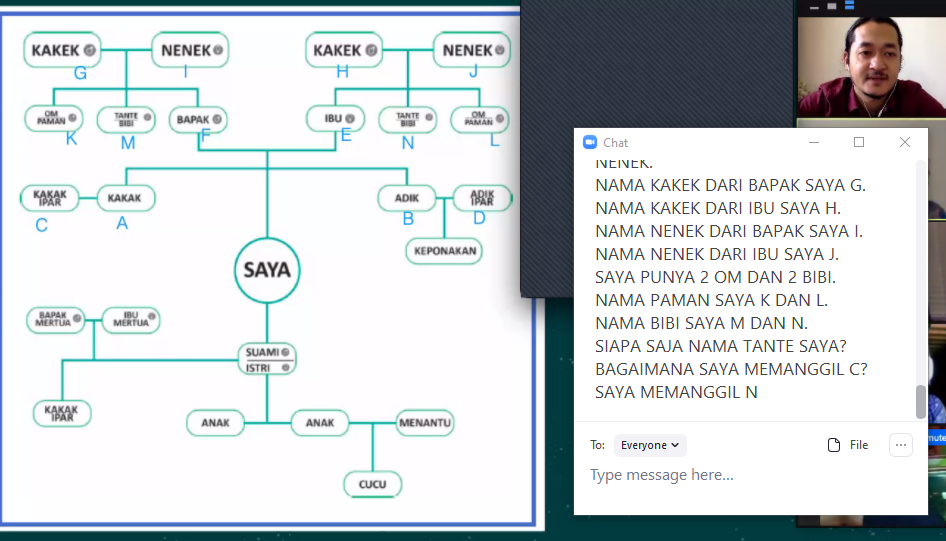 KAKEK NENEK KAKEK NENEK
G I H J
OM PAMAN TANTE BIBI BAPAK IBU TANTE BIBI OM PAMAN
K M F E N L
KAKAK IPAR KAKAK ADIK ADIK IPAR
C A B D
KEPONAKAN
SAYA
BAPAK MERTUA IBU MERTUA
SUAMI
ISTRI
KAKAK IPAR
ANAK ANAK MENANTU
CUCU
Chat
NENEK.
NAMA KAKEK DARI BAPAK SAYA G.
NAMA KAKEK DARI IBU SAYA H.
NAMA NENEK DARI BAPAK SAYA I.
NAMA NENEK DARI IBU SAYA J.
SAYA PUNYA 2 OM DAN 2 BIBI.
NAMA PAMAN SAYA K DAN L.
NAMA BIBI SAYA M DAN N.
SIAPA SAJA NAMA TANTE SAYA?
BAGAIMANA SAYA MEMANGGIL C?
SAYA MEMANGGIL N
To: Everyone File ...
Type message here...